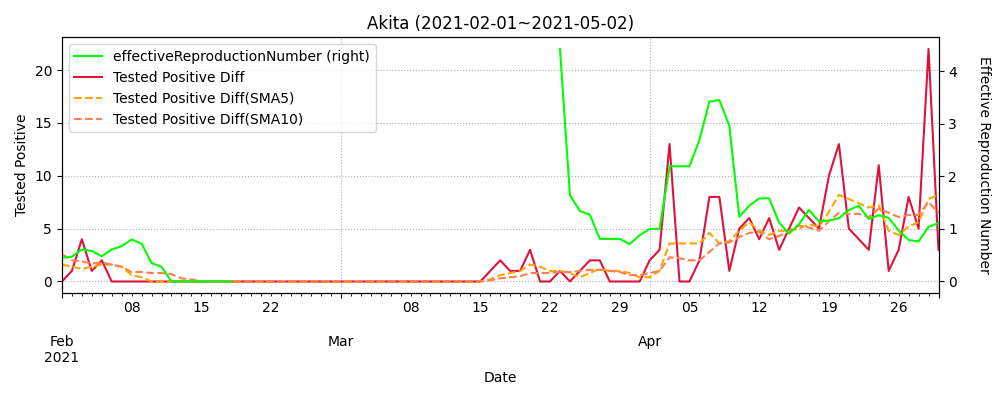 Akita (2021-02-01~2021-05-02)
effectiveReproductionNumber (right)
Tested Positive Diff
Tested Positive Diff(SMA5)
Tested Positive Diff(SMA10)
Tested Positive
20
15
10
5
0
Effective Reproduction Number
4
3
2
1
0
08 15 22 08 15 22 29 05 12 19 26
Feb Mar Apr
2021
Date